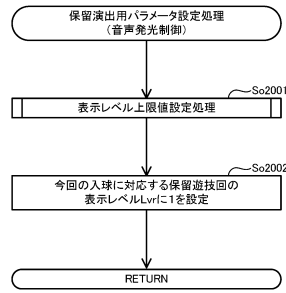 保留演出用パラメータ設定処理
（音声発光制御）
So2001
表示レベル上限値設定処理
So2002
今回の入球に対応する保留遊技回の
表示レベルLvrに1を設定
RETURN